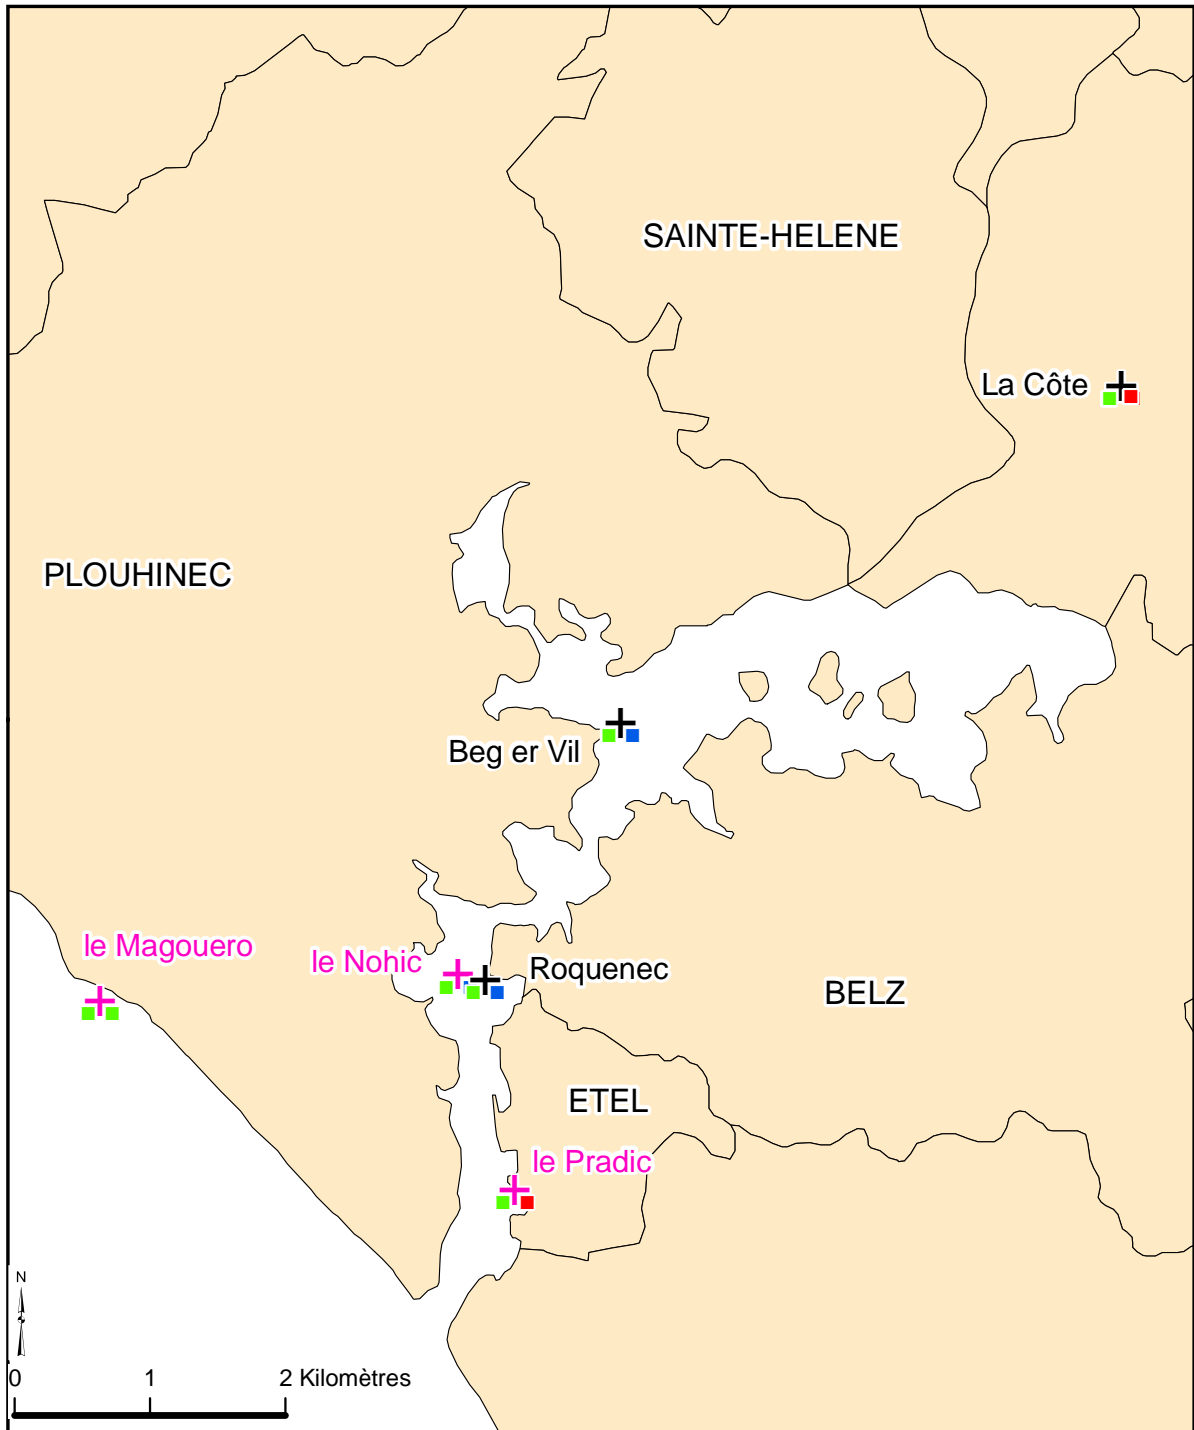 SAINTE-HELENE
La Côte
PLOUHINEC
Beg er Vil
le Magouero
le Nohic
Roquenec
BELZ
ETEL
le Pradic
N
0 1 2 Kilomètres